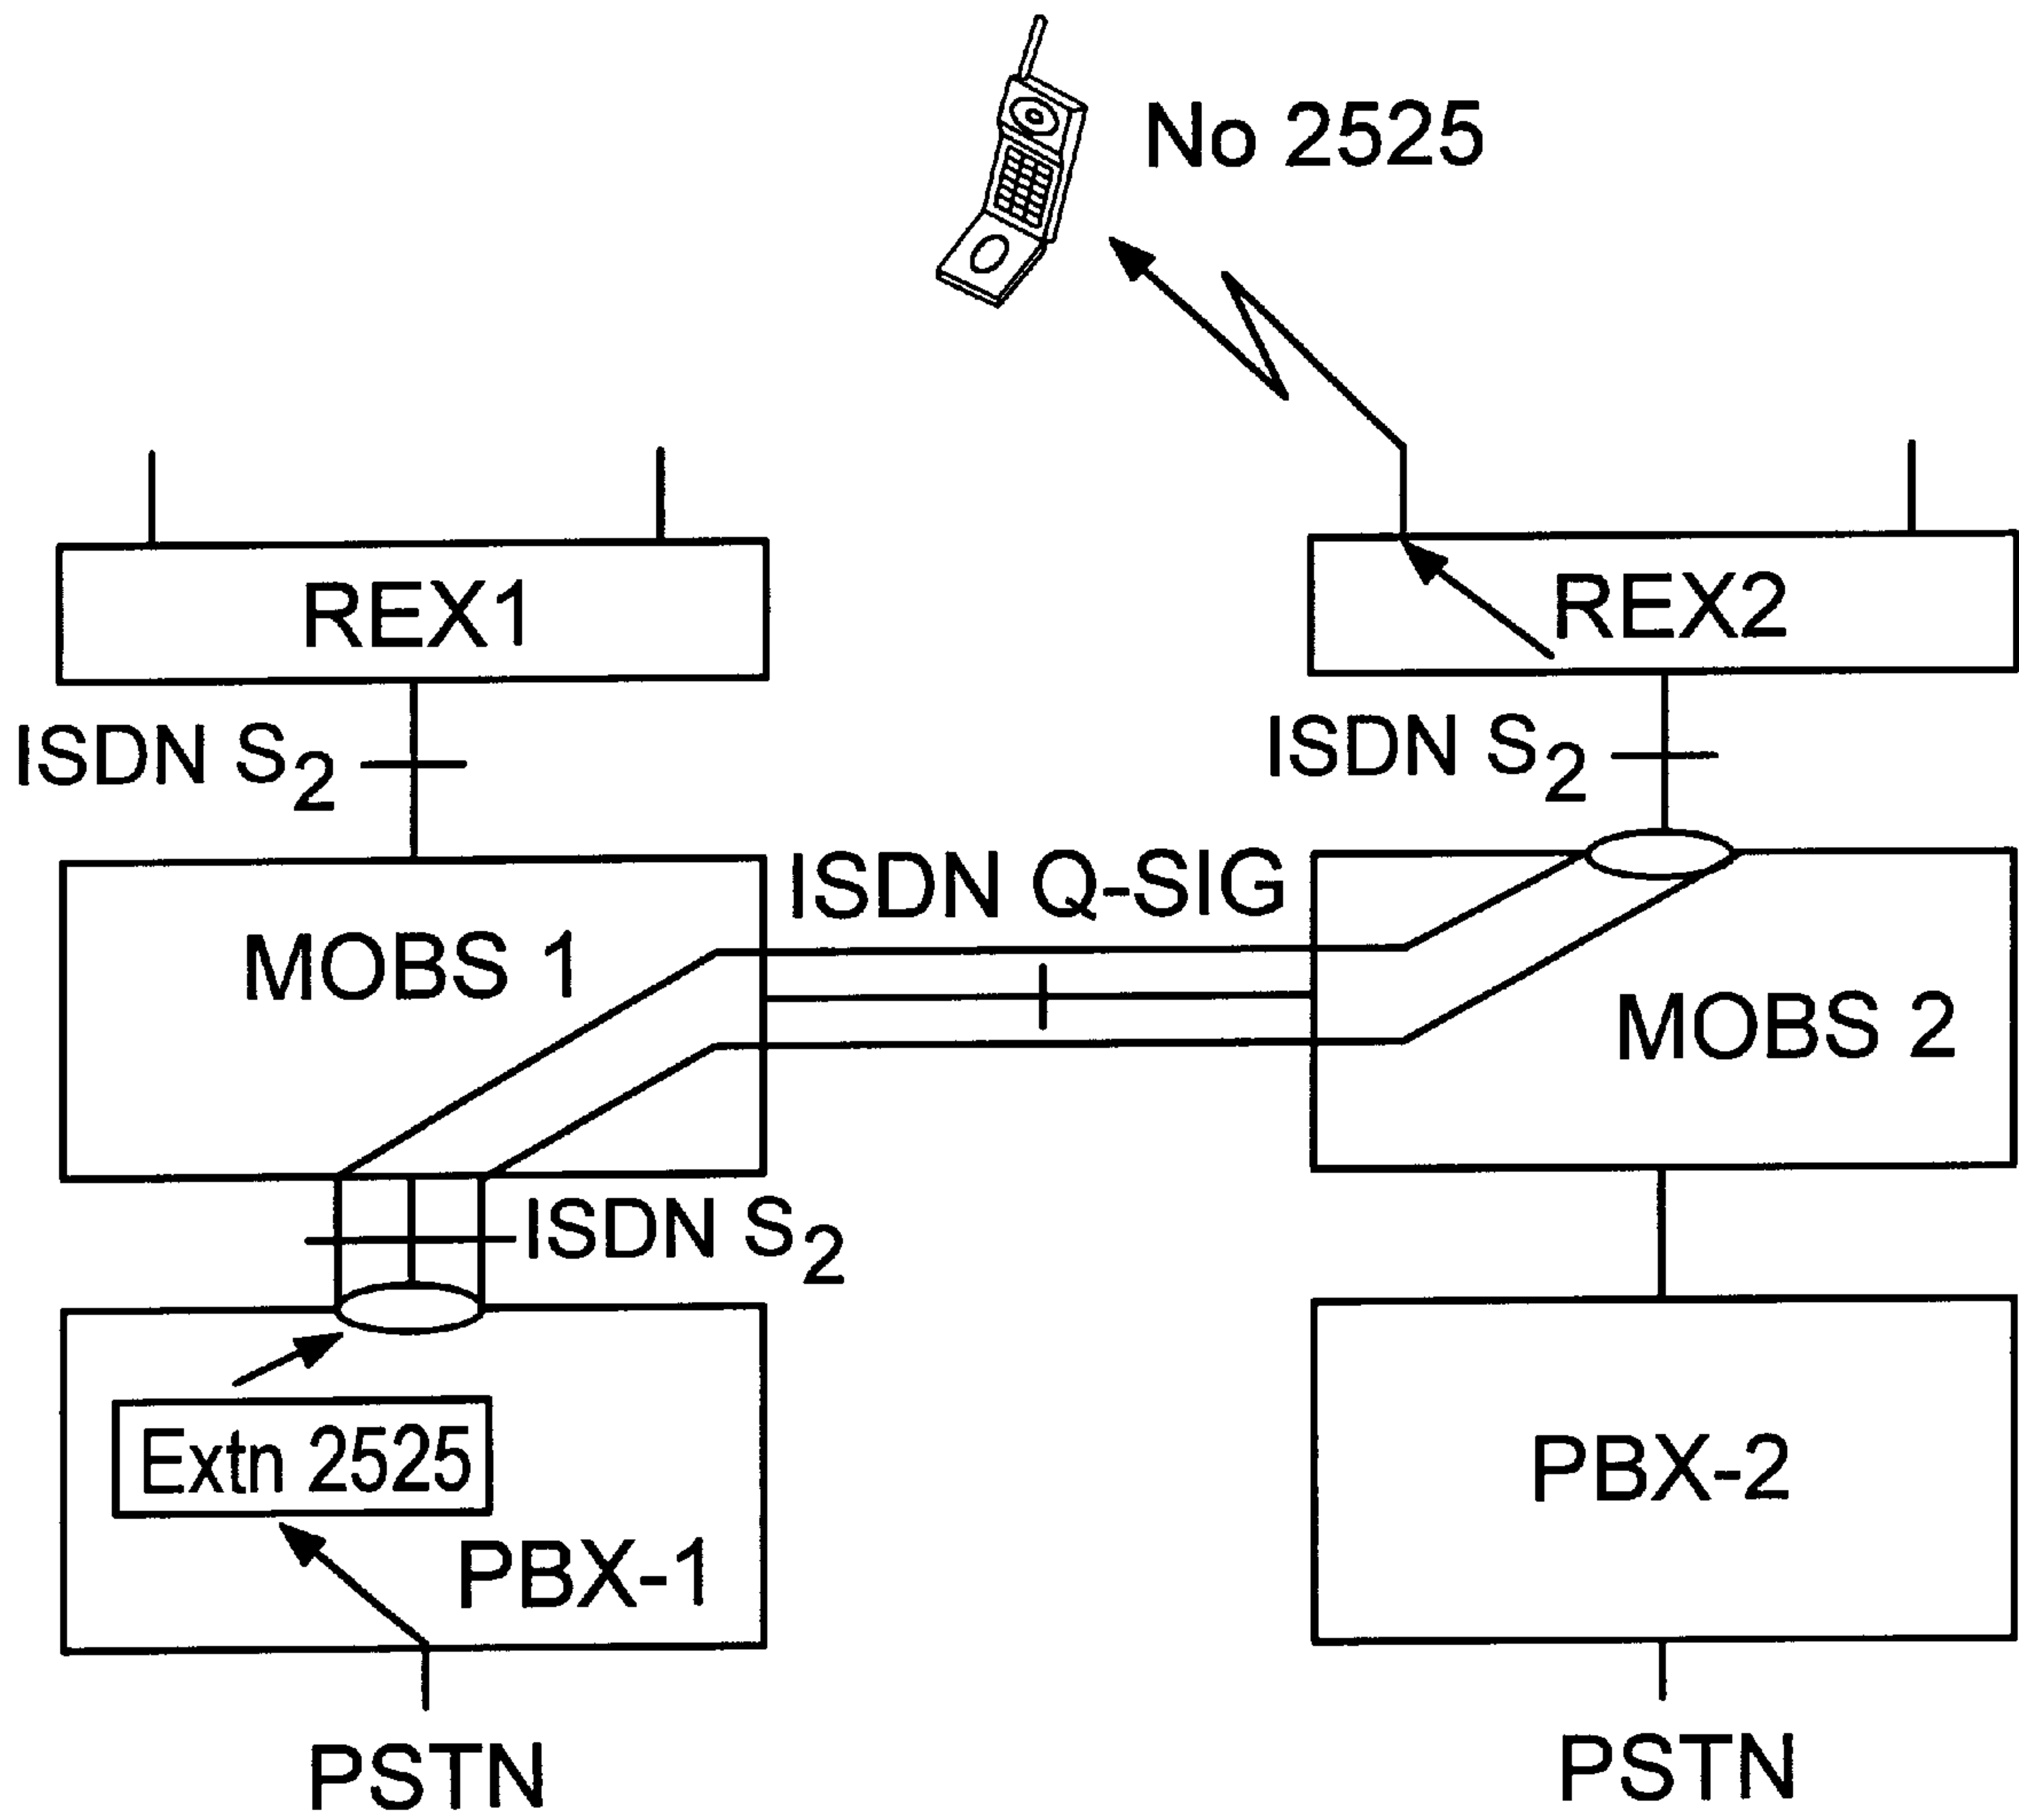 No 2525
REX1
REX2
ISDN S2
ISDN S2
ISDN Q-SIG
MOBS 1
MOBS 2
ISDN S2
Extn 2525
PBX-1
PBX-2
PSTN
PSTN